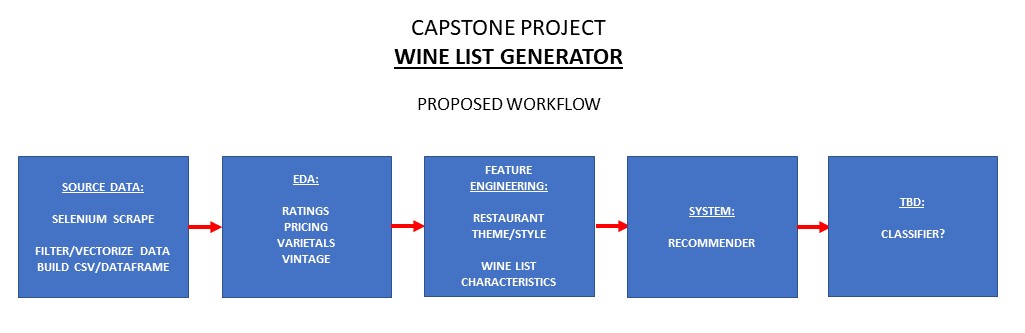 CAPSTONE PROJECT
WINE LIST GENERATOR
PROPOSED WORKFLOW
SOURCE DATA:
SELENIUM SCRAPE
FILTER/VECTORIZE DATA
BUILD CSV/DATAFRAME
EDA:
RATINGS
PRICING
VARIETALS
VINTAGE
FEATURE
ENGINEERING:
RESTAURANT
THEME/STYLE
WINE LIST
CHARACTERISTICS
SYSTEM:
RECOMMENDER
TBD:
CLASSIFIER?